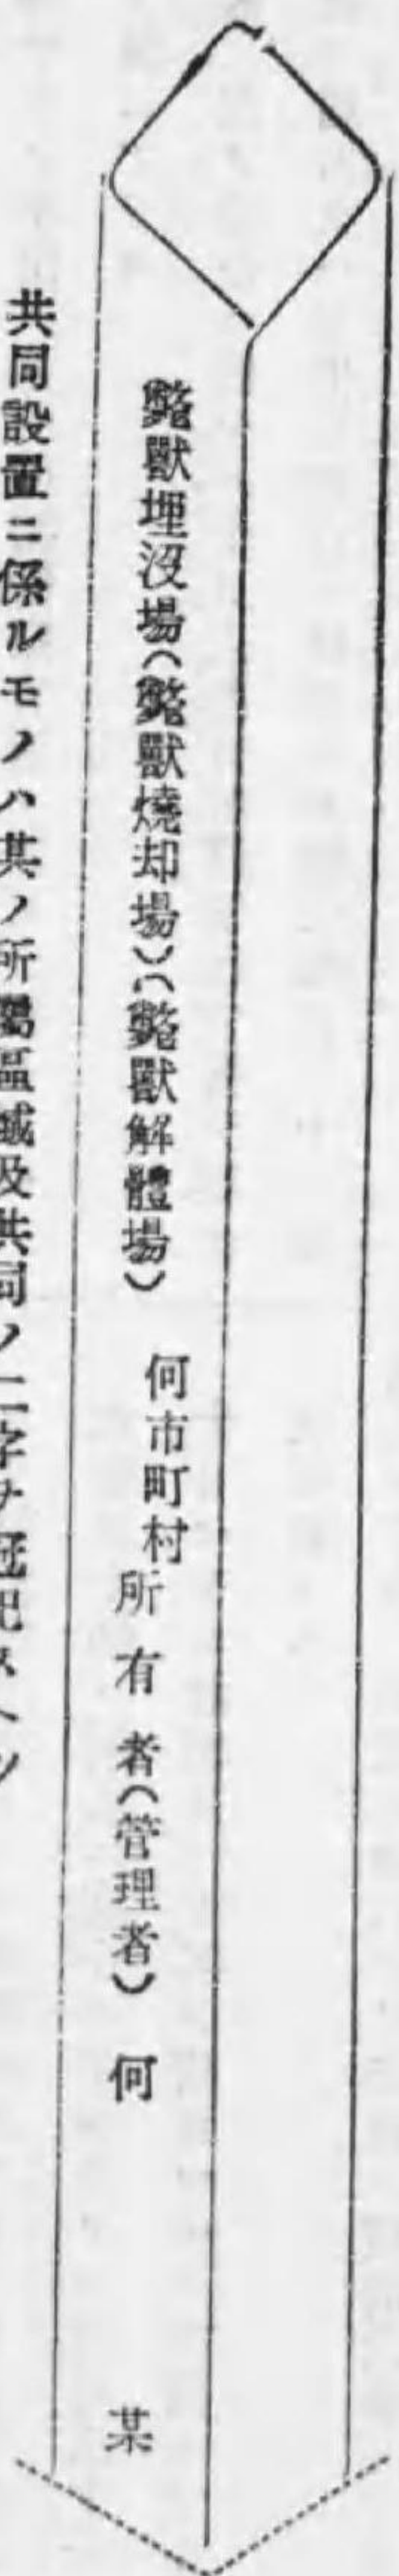 斃獸埋沒場(斃獸燒却場)(斃獸解體場) 何市町村 所有者(管理者) 何 某
共同設置ニ係ルモノハ其ノ所屬區域及共同ノ二字ヲ冠記スヘシ